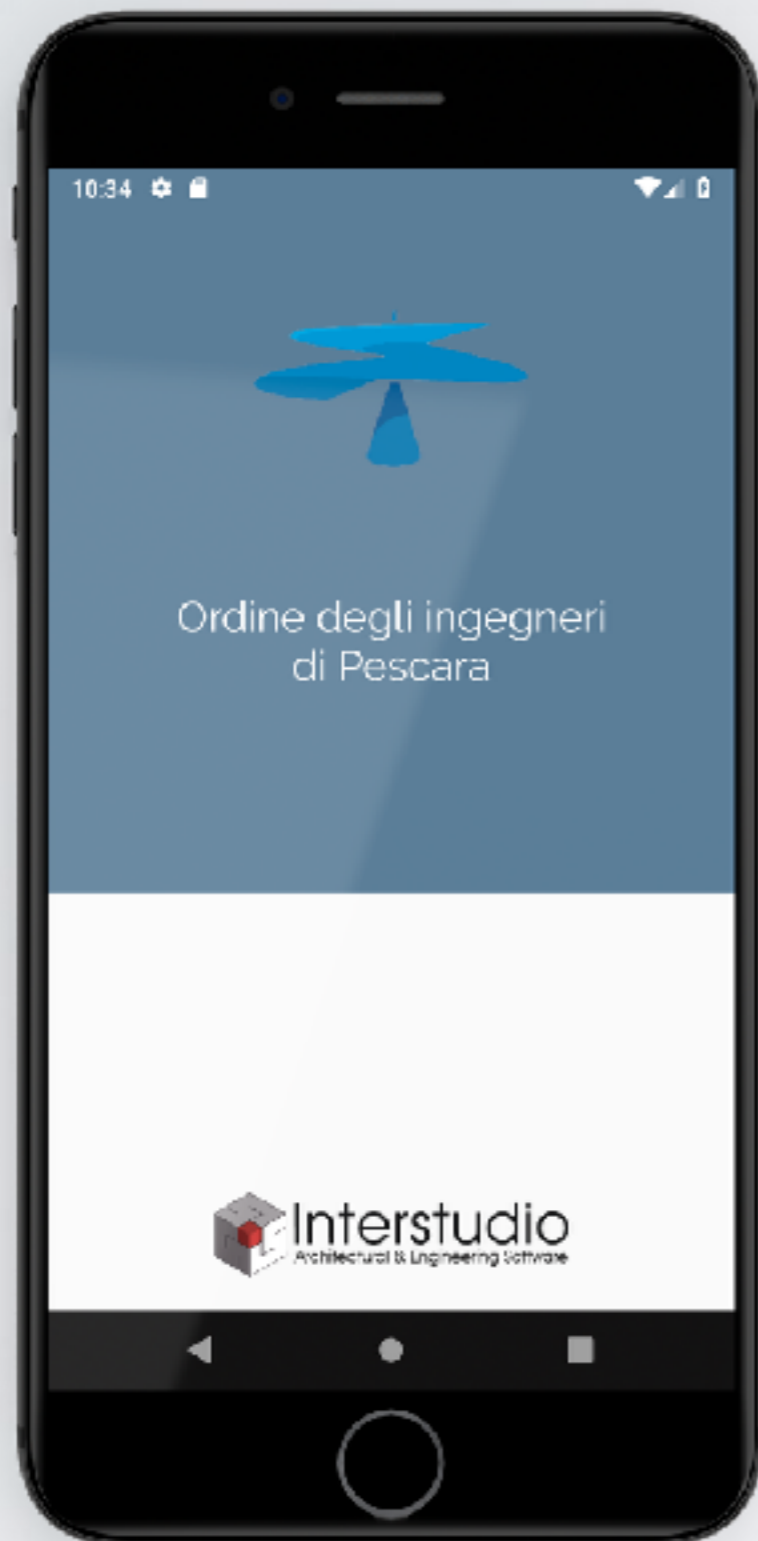 10:34
Ordine degli ingegneri
di Pescara
Interstudio
Architectural & Engineering Software